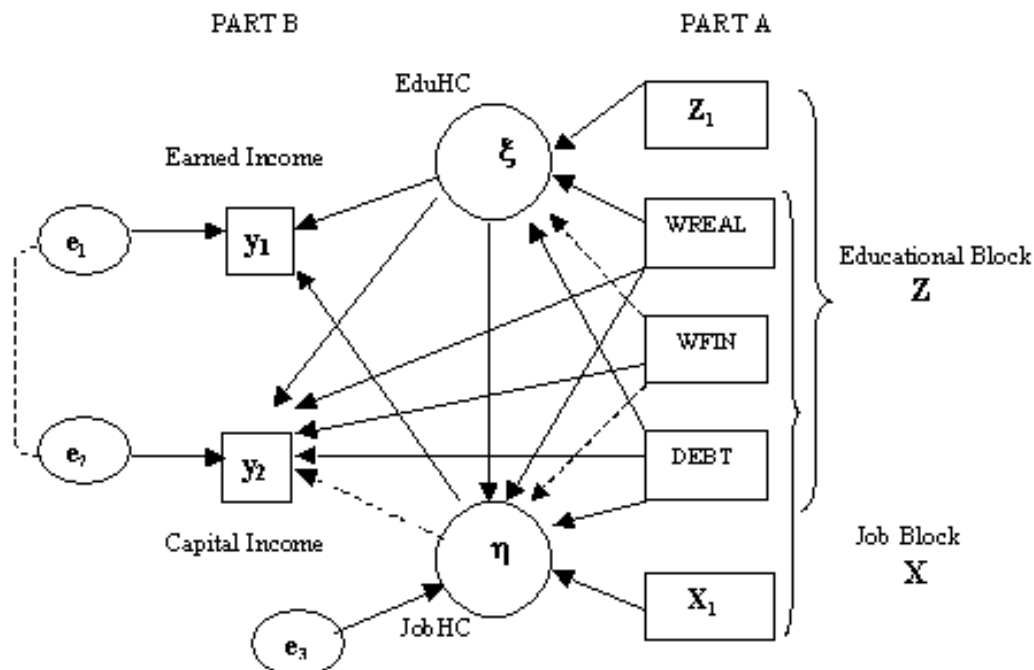 PART B PART A
EduHC
Z₁
ξ
Earned Income
WREAL
e₁
y₁
Educational Block
Z
WFIN
DEBT
e₂
y₂
Capital Income
η
Job Block
X
X₁
JobHC
e₃